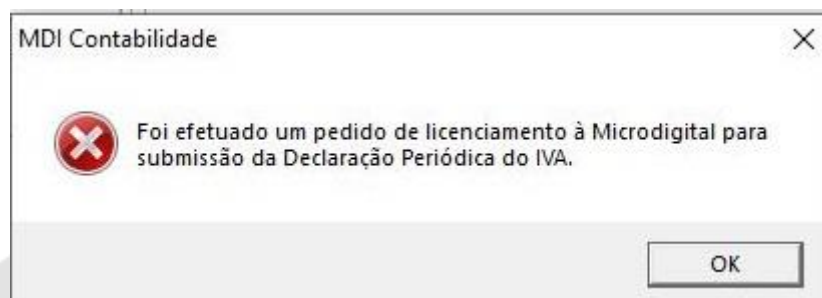 MDI Contabilidade
Foi efetuado um pedido de licenciamento à Microdigital para
submissão da Declaração Periódica do IVA.
OK